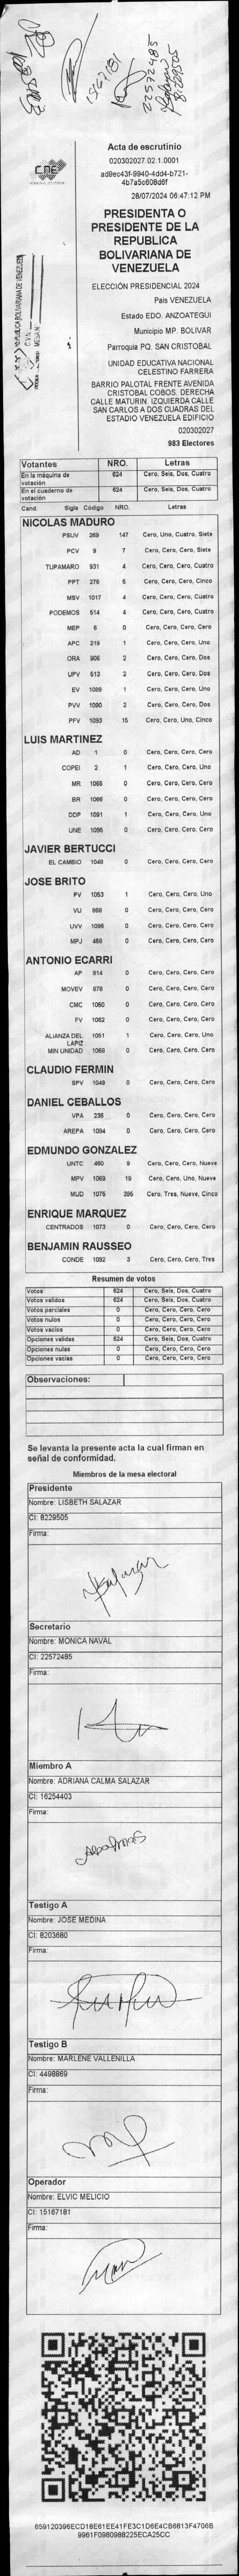 15167181
22572485
8229505
CNE
Acta de escrutinio
020302027.02.1.0001
ad9ec43f-9940-4dd4-b721-
4b7a5c608d6f
28/07/2024 06:47:12 PM
PRESIDENTA O
PRESIDENTE DE LA
REPUBLICA
BOLIVARIANA DE
VENEZUELA
ELECCIÓN PRESIDENCIAL 2024
Pais VENEZUELA
Estado EDO. ANZOATEGUI
Municipio MP. BOLIVAR
Parroquia PQ. SAN CRISTOBAL
UNIDAD EDUCATIVA NACIONAL
CELESTINO FARRERA
BARRIO PALOTAL FRENTE AVENIDA
CRISTOBAL COBOS. DERECHA
CALLE MATURIN. IZQUIERDA CALLE
SAN CARLOS A DOS CUADRAS DEL
ESTADIO VENEZUELA EDIFICIO
020302027
983 Electores
Votantes NRO. Letras
En la máquina de votación 624 Cero, Seis, Dos, Cuatro
En el cuaderno de votación 624 Cero, Seis, Dos, Cuatro
Cand. Sigla Código NRO. Letras
NICOLAS MADURO
PSUV 269 147 Cero, Uno, Cuatro, Siete
PCV 9 7 Cero, Cero, Cero, Siete
TUPAMARO 931 4 Cero, Cero, Cero, Cuatro
PPT 276 5 Cero, Cero, Cero, Cinco
MSV 1017 4 Cero, Cero, Cero, Cuatro
PODEMOS 514 4 Cero, Cero, Cero, Cuatro
MEP 6 0 Cero, Cero, Cero, Cero
APC 219 1 Cero, Cero, Cero, Uno
ORA 906 2 Cero, Cero, Cero, Dos
UPV 513 2 Cero, Cero, Cero, Dos
EV 1089 1 Cero, Cero, Cero, Uno
PVV 1090 2 Cero, Cero, Cero, Dos
PFV 1093 15 Cero, Cero, Uno, Cinco
LUIS MARTINEZ
AD 1 0 Cero, Cero, Cero, Cero
COPEI 2 1 Cero, Cero, Cero, Uno
MR 1065 0 Cero, Cero, Cero, Cero
BR 1066 0 Cero, Cero, Cero, Cero
DDP 1091 1 Cero, Cero, Cero, Uno
UNE 1095 0 Cero, Cero, Cero, Cero
JAVIER BERTUCCI
EL CAMBIO 1048 0 Cero, Cero, Cero, Cero
JOSE BRITO
PV 1053 1 Cero, Cero, Cero, Uno
VU 868 0 Cero, Cero, Cero, Cero
UVV 1096 0 Cero, Cero, Cero, Cero
MPJ 459 0 Cero, Cero, Cero, Cero
ANTONIO ECARRI
AP 814 0 Cero, Cero, Cero, Cero
MOVEV 878 0 Cero, Cero, Cero, Cero
CMC 1050 0 Cero, Cero, Cero, Cero
FV 1082 0 Cero, Cero, Cero, Cero
ALIANZA DEL LAPIZ 1051 1 Cero, Cero, Cero, Uno
MIN UNIDAD 1069 0 Cero, Cero, Cero, Cero
CLAUDIO FERMIN
SPV 1049 0 Cero, Cero, Cero, Cero
DANIEL CEBALLOS
VPA 236 0 Cero, Cero, Cero, Cero
AREPA 1094 0 Cero, Cero, Cero, Cero
EDMUNDO GONZALEZ
UNTC 480 9 Cero, Cero, Cero, Nueve
MPV 1069 19 Cero, Cero, Uno, Nueve
MUD 1075 395 Cero, Tres, Nueve, Cinco
ENRIQUE MARQUEZ
CENTRADOS 1073 0 Cero, Cero, Cero, Cero
BENJAMIN RAUSSEO
CONDE 1092 3 Cero, Cero, Cero, Tres
Resumen de votos
Votos 624 Cero, Seis, Dos, Cuatro
Votos validos 624 Cero, Seis, Dos, Cuatro
Votos parciales 0 Cero, Cero, Cero, Cero
Votos nulos 0 Cero, Cero, Cero, Cero
Votos vacios 0 Cero, Cero, Cero, Cero
Opciones validas 624 Cero, Seis, Dos, Cuatro
Opciones nulas 0 Cero, Cero, Cero, Cero
Opciones vacias 0 Cero, Cero, Cero, Cero
Observaciones:
Se levanta la presente acta la cual firman en
señal de conformidad.
Miembros de la mesa electoral
Presidente
Nombre: LISBETH SALAZAR
CI: 8229505
Firma:
Secretario
Nombre: MONICA NAVAL
CI: 22572485
Firma:
Miembro A
Nombre: ADRIANA CALMA SALAZAR
CI: 16254403
Firma:
Testigo A
Nombre: JOSE MEDINA
CI: 8203680
Firma:
Testigo B
Nombre: MARLENE VALLENILLA
CI: 4498869
Firma:
Operador
Nombre: ELVIC MELICIO
CI: 15167181
Firma:
659120396ECD18E61EE41FE3C1D6E4CB6813F4706B
9961F0980988225ECA25CC